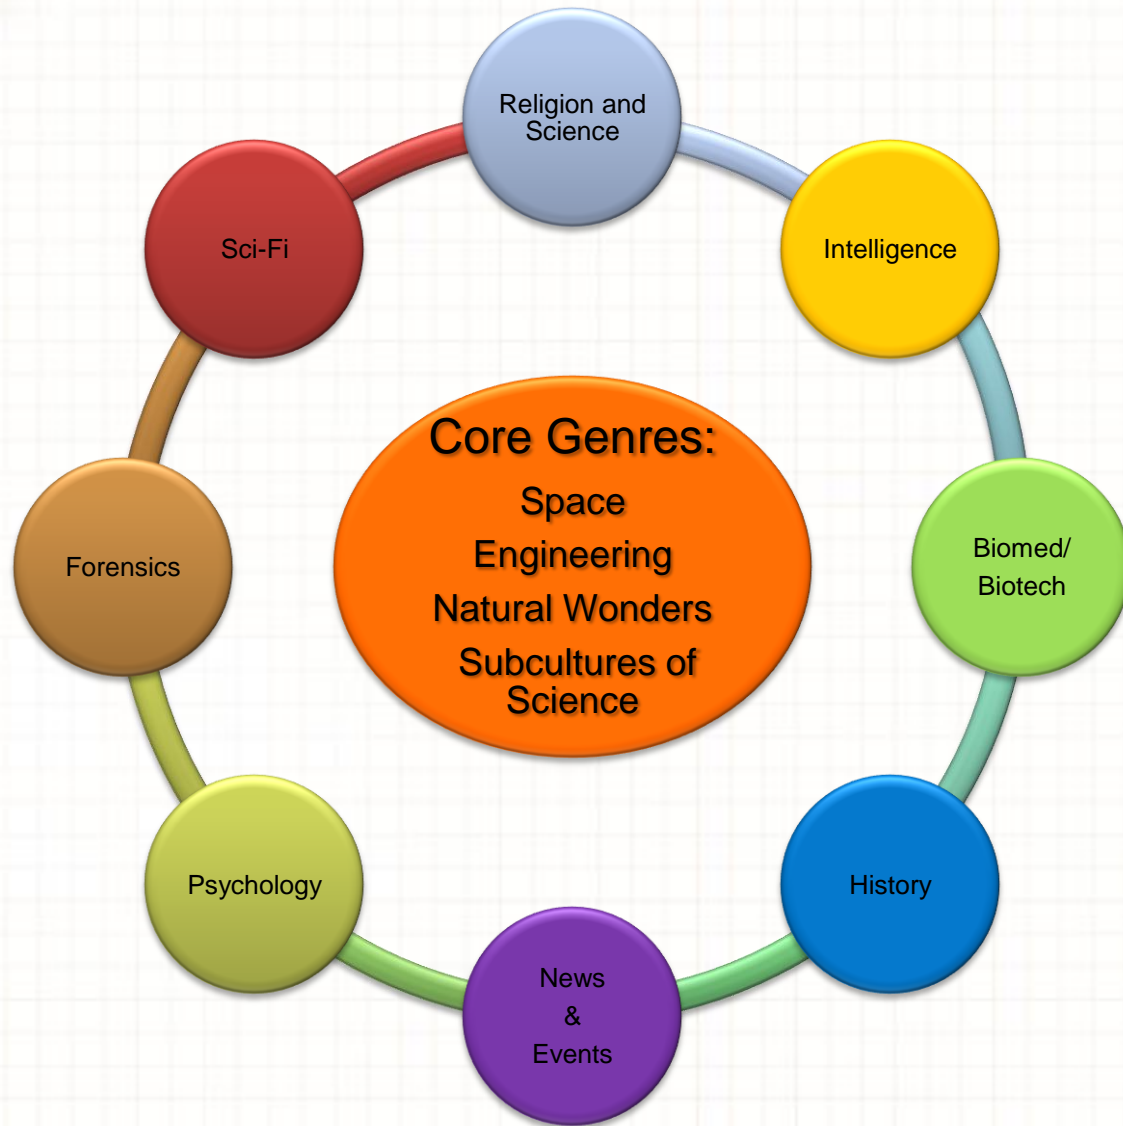 Religion and
Science
Sci-Fi
Intelligence
Core Genres:
Space
Engineering
Natural Wonders
Subcultures of
Science
Forensics
Biomed/
Biotech
Psychology
History
News
&
Events